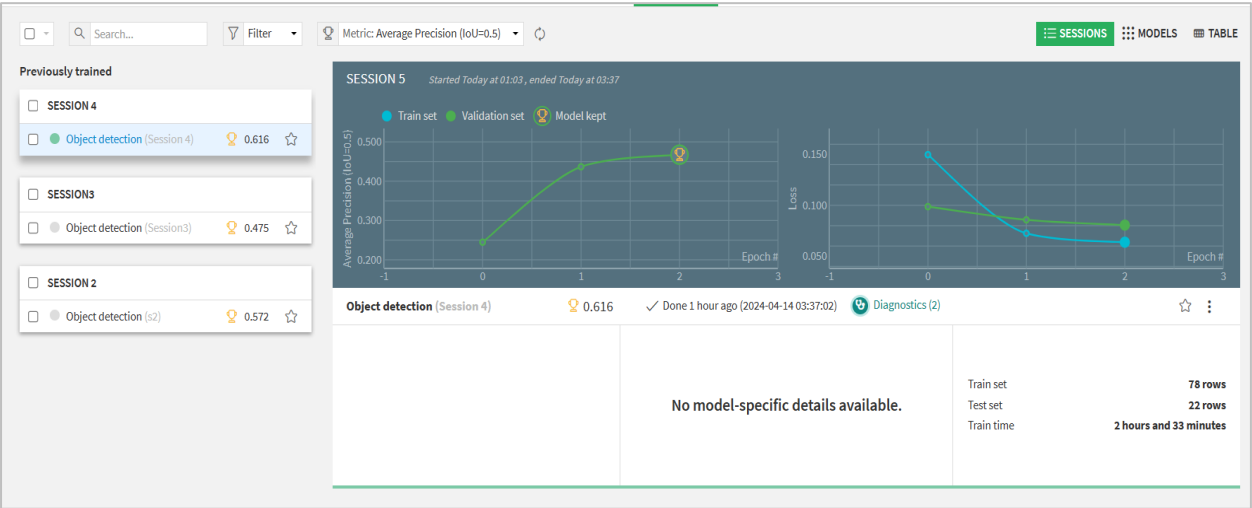 Search...
Filter
Metric: Average Precision (IoU=0.5)
SESSIONS
MODELS
TABLE
Previously trained
SESSION 4
Object detection (Session 4) 0.616
SESSION3
Object detection (Session3) 0.475
SESSION 2
Object detection (s2) 0.572
SESSION 5 Started Today at 01:03 , ended Today at 03:37
Train set Validation set Model kept
Average Precision (IoU=0.5)
0.500
0.400
0.300
0.200
Epoch #
-1 0 1 2 3
Loss
0.150
0.100
0.050
Epoch #
-1 0 1 2 3
Object detection (Session 4) 0.616 Done 1 hour ago (2024-04-14 03:37:02) Diagnostics (2)
No model-specific details available.
Train set 78 rows
Test set 22 rows
Train time 2 hours and 33 minutes